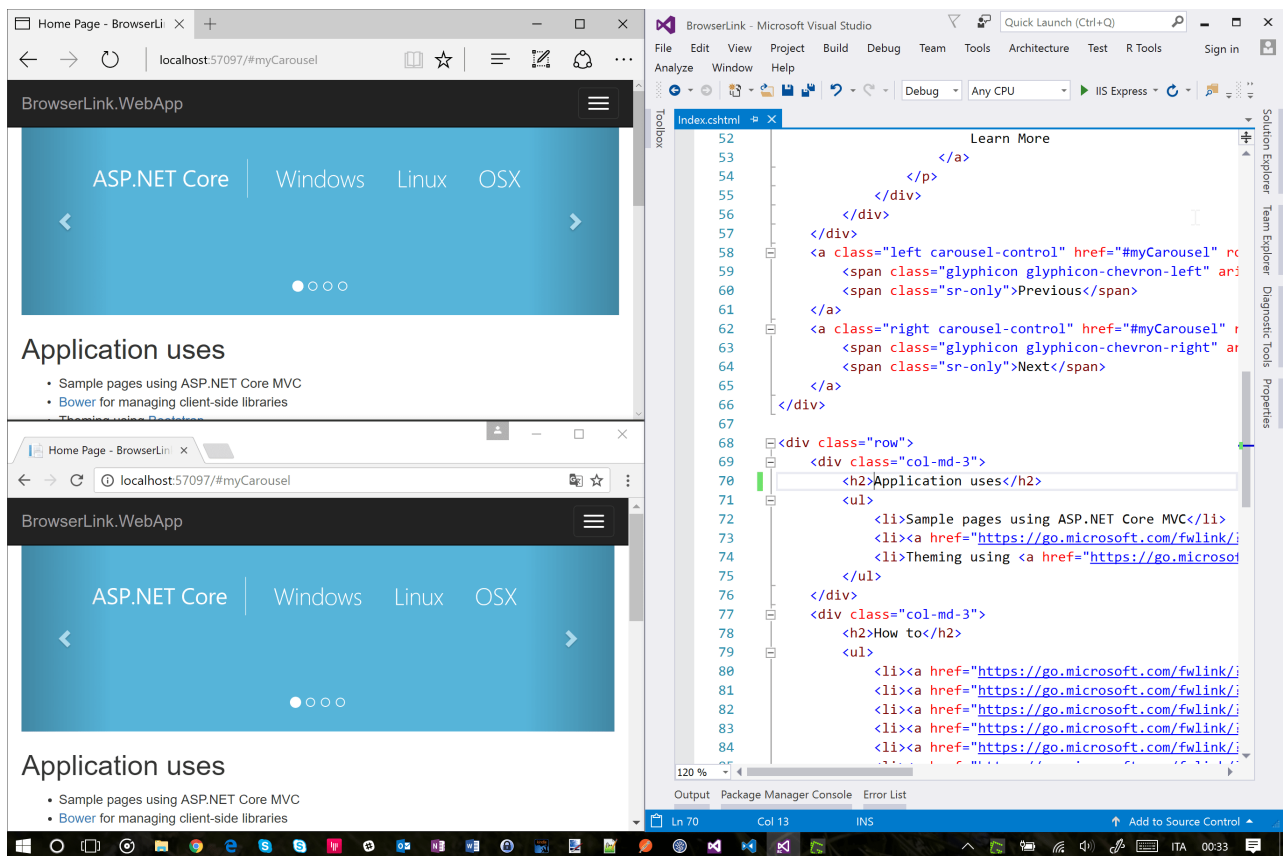 Home Page - BrowserLi
localhost:57097/#myCarousel
BrowserLink.WebApp
ASP.NET Core Windows Linux OSX
Application uses
• Sample pages using ASP.NET Core MVC
• Bower for managing client-side libraries
• Theming using Bootstrap
Home Page - BrowserLin
localhost:57097/#myCarousel
BrowserLink.WebApp
ASP.NET Core Windows Linux OSX
Application uses
• Sample pages using ASP.NET Core MVC
• Bower for managing client-side libraries
BrowserLink - Microsoft Visual Studio
Quick Launch (Ctrl+Q)
File Edit View Project Build Debug Team Tools Architecture Test R Tools Sign in
Analyze Window Help
Debug Any CPU IIS Express
Toolbox
Index.cshtml
52 Learn More
53 </a>
54 </p>
55 </div>
56 </div>
57 </div>
58 <a class="left carousel-control" href="#myCarousel" ro
59 <span class="glyphicon glyphicon-chevron-left" ari
60 <span class="sr-only">Previous</span>
61 </a>
62 <a class="right carousel-control" href="#myCarousel" r
63 <span class="glyphicon glyphicon-chevron-right" ar
64 <span class="sr-only">Next</span>
65 </a>
66 </div>
67
68 <div class="row">
69 <div class="col-md-3">
70 <h2>Application uses</h2>
71 <ul>
72 <li>Sample pages using ASP.NET Core MVC</li>
73 <li><a href="https://go.microsoft.com/fwlink/?
74 <li>Theming using <a href="https://go.microsof
75 </ul>
76 </div>
77 <div class="col-md-3">
78 <h2>How to</h2>
79 <ul>
80 <li><a href="https://go.microsoft.com/fwlink/?
81 <li><a href="https://go.microsoft.com/fwlink/?
82 <li><a href="https://go.microsoft.com/fwlink/?
83 <li><a href="https://go.microsoft.com/fwlink/?
84 <li><a href="https://go.microsoft.com/fwlink/?
Solution Explorer
Team Explorer
Diagnostic Tools
Properties
120 %
Output Package Manager Console Error List
Ln 70 Col 13 INS Add to Source Control
ITA 00:33